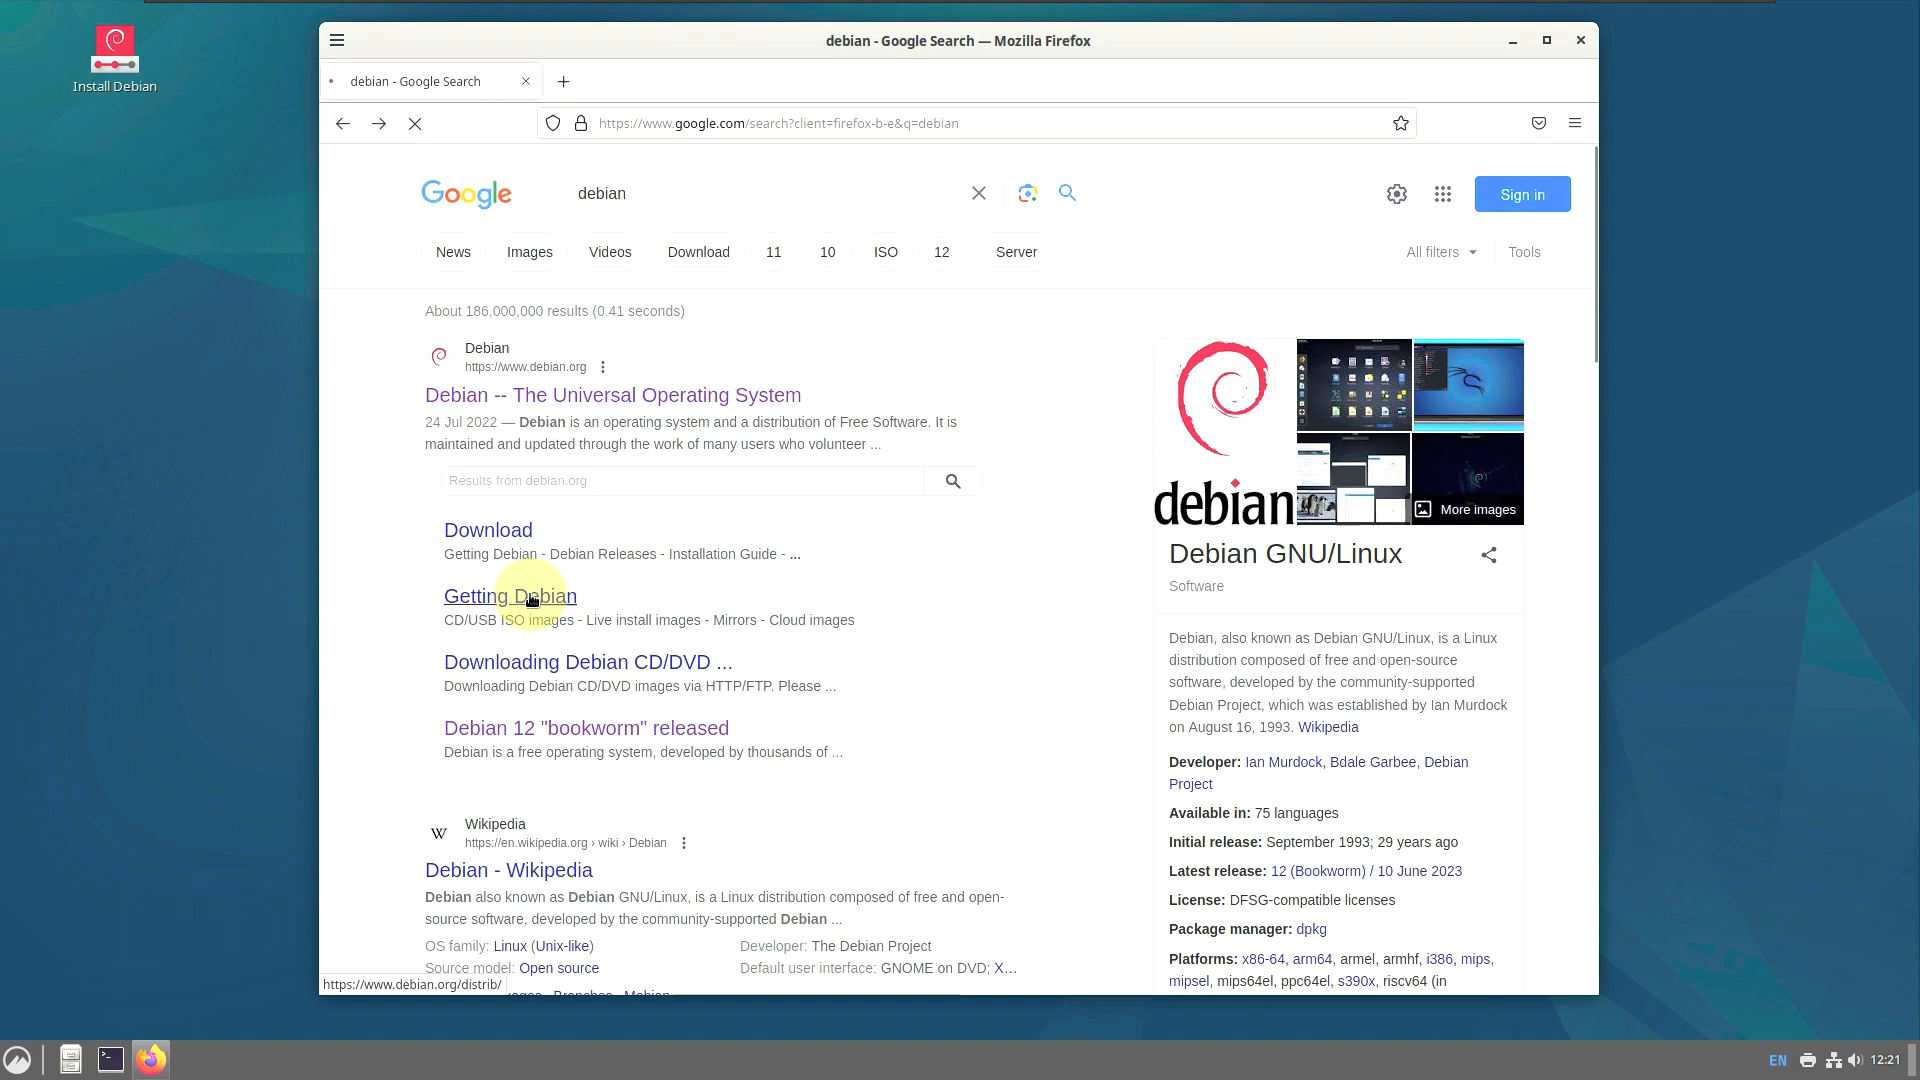 Install Debian
debian - Google Search — Mozilla Firefox
debian - Google Search
https://www.google.com/search?client=firefox-b-e&q=debian
Google
debian
Sign in
News Images Videos Download 11 10 ISO 12 Server All filters Tools
About 186,000,000 results (0.41 seconds)
Debian
https://www.debian.org
Debian -- The Universal Operating System
24 Jul 2022 — Debian is an operating system and a distribution of Free Software. It is
maintained and updated through the work of many users who volunteer ...
Results from debian.org
Download
Getting Debian - Debian Releases - Installation Guide - ...
Getting Debian
CD/USB ISO images - Live install images - Mirrors - Cloud images
Downloading Debian CD/DVD ...
Downloading Debian CD/DVD images via HTTP/FTP. Please ...
Debian 12 "bookworm" released
Debian is a free operating system, developed by thousands of ...
W
Wikipedia
https://en.wikipedia.org › wiki › Debian
Debian - Wikipedia
Debian also known as Debian GNU/Linux, is a Linux distribution composed of free and open-
source software, developed by the community-supported Debian ...
OS family: Linux (Unix-like) Developer: The Debian Project
Source model: Open source Default user interface: GNOME on DVD; X...
https://www.debian.org/distrib/
debian
More images
Debian GNU/Linux
Software
Debian, also known as Debian GNU/Linux, is a Linux
distribution composed of free and open-source
software, developed by the community-supported
Debian Project, which was established by Ian Murdock
on August 16, 1993. Wikipedia
Developer: Ian Murdock, Bdale Garbee, Debian
Project
Available in: 75 languages
Initial release: September 1993; 29 years ago
Latest release: 12 (Bookworm) / 10 June 2023
License: DFSG-compatible licenses
Package manager: dpkg
Platforms: x86-64, arm64, armel, armhf, i386, mips,
mipsel, mips64el, ppc64el, s390x, riscv64 (in
EN 12:21